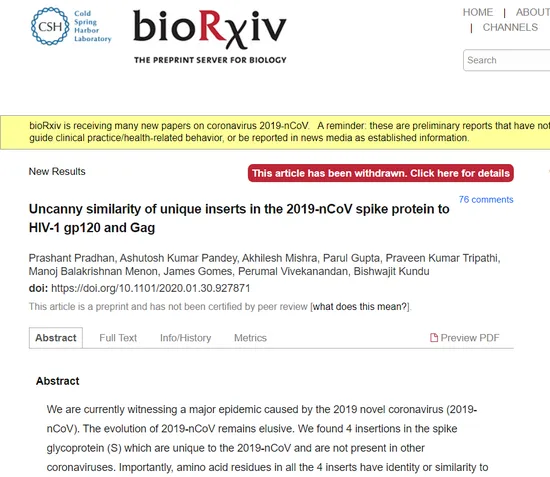 CSH
Cold
Spring
Harbor
Laboratory
bioRxiv
THE PREPRINT SERVER FOR BIOLOGY
HOME | ABOU
| CHANNELS
Search
bioRxiv is receiving many new papers on coronavirus 2019-nCoV. A reminder: these are preliminary reports that have not
guide clinical practice/health-related behavior, or be reported in news media as established information.
New Results
This article has been withdrawn. Click here for details
76 comments
Uncanny similarity of unique inserts in the 2019-nCoV spike protein to
HIV-1 gp120 and Gag
Prashant Pradhan, Ashutosh Kumar Pandey, Akhilesh Mishra, Parul Gupta, Praveen Kumar Tripathi,
Manoj Balakrishnan Menon, James Gomes, Perumal Vivekanandan, Bishwajit Kundu
doi: https://doi.org/10.1101/2020.01.30.927871
This article is a preprint and has not been certified by peer review [what does this mean?].
Abstract Full Text Info/History Metrics Preview PDF
Abstract
We are currently witnessing a major epidemic caused by the 2019 novel coronavirus (2019-
nCoV). The evolution of 2019-nCoV remains elusive. We found 4 insertions in the spike
glycoprotein (S) which are unique to the 2019-nCoV and are not present in other
coronaviruses. Importantly, amino acid residues in all the 4 inserts have identity or similarity to